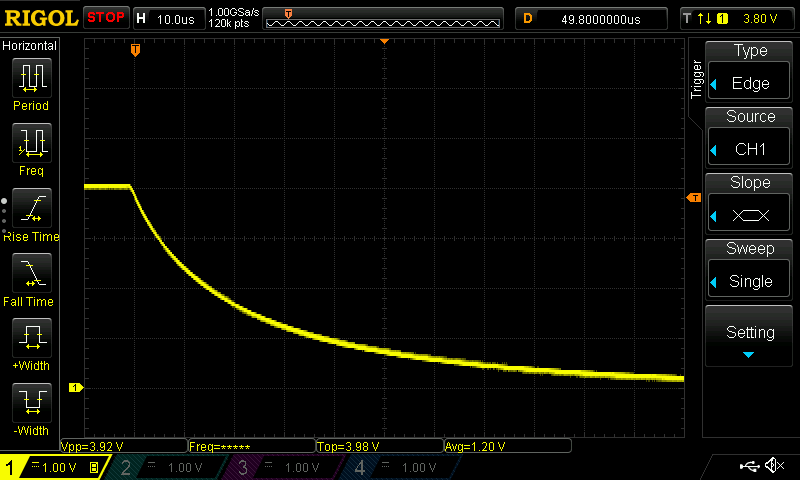 RIGOL STOP H 10.0us 1.00GSa/s D 49.8000000us T 1 3.80 V
120k pts
Horizontal
T
Period
Freq
Rise Time
Fall Time
+Width
-Width
T
1
Trigger
Type
Edge
Source
CH1
Slope
Sweep
Single
Setting
Vpp=3.92 V Freq=***** Top=3.98 V Avg=1.20 V
1 1.00 V B 2 1.00 V 3 1.00 V 4 1.00 V